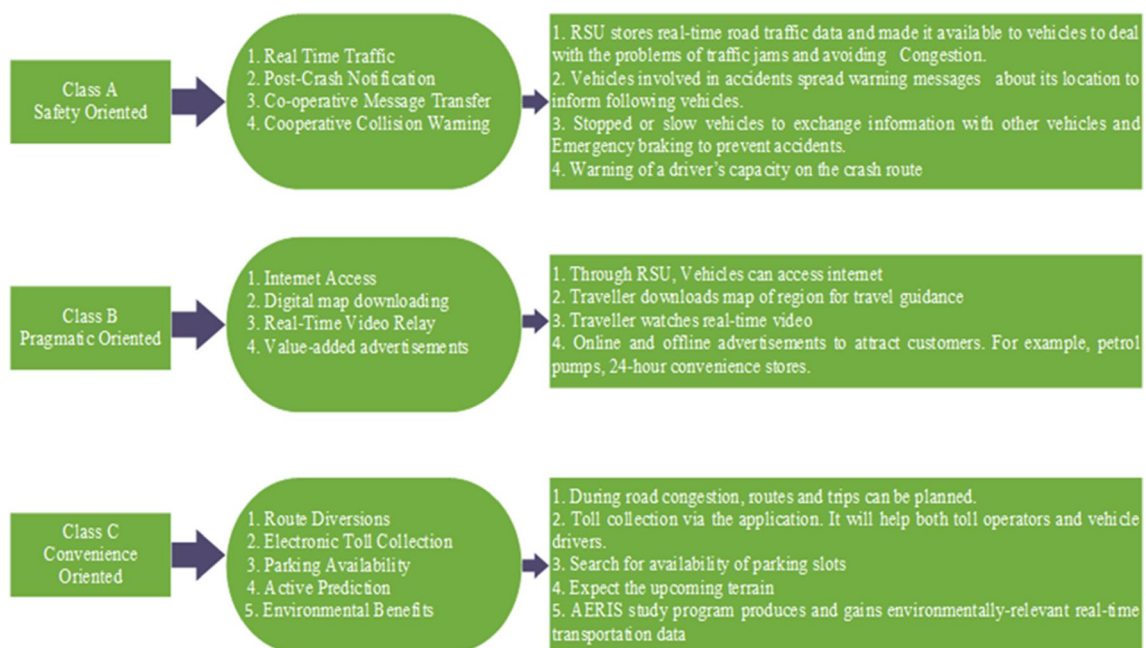 Class A
Safety Oriented
1. Real Time Traffic
2. Post-Crash Notification
3. Co-operative Message Transfer
4. Cooperative Collision Warning
1. RSU stores real-time road traffic data and made it available to vehicles to deal
with the problems of traffic jams and avoiding Congestion.
2. Vehicles involved in accidents spread warning messages about its location to
inform following vehicles.
3. Stopped or slow vehicles to exchange information with other vehicles and
Emergency braking to prevent accidents.
4. Warning of a driver's capacity on the crash route
Class B
Pragmatic Oriented
1. Internet Access
2. Digital map downloading
3. Real-Time Video Relay
4. Value-added advertisements
1. Through RSU, Vehicles can access internet
2. Traveller downloads map of region for travel guidance
3. Traveller watches real-time video
4. Online and offline advertisements to attract customers. For example, petrol
pumps, 24-hour convenience stores.
Class C
Convenience
Oriented
1. Route Diversions
2. Electronic Toll Collection
3. Parking Availability
4. Active Prediction
5. Environmental Benefits
1. During road congestion, routes and trips can be planned.
2. Toll collection via the application. It will help both toll operators and vehicle
drivers.
3. Search for availability of parking slots
4. Expect the upcoming terrain
5. AERIS study program produces and gains environmentally-relevant real-time
transportation data